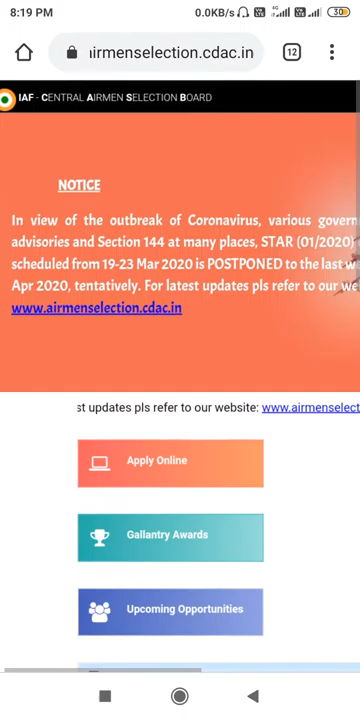 8:19 PM
0.0KB/s
4G
30
airmenselection.cdac.in
12
IAF - CENTRAL AIRMEN SELECTION BOARD
NOTICE
In view of the outbreak of Coronavirus, various govern
advisories and Section 144 at many places, STAR (01/2020)
scheduled from 19-23 Mar 2020 is POSTPONED to the last w
Apr 2020, tentatively. For latest updates pls refer to our we
www.airmenselection.cdac.in
st updates pls refer to our website: www.airmenselect
Apply Online
Gallantry Awards
Upcoming Opportunities